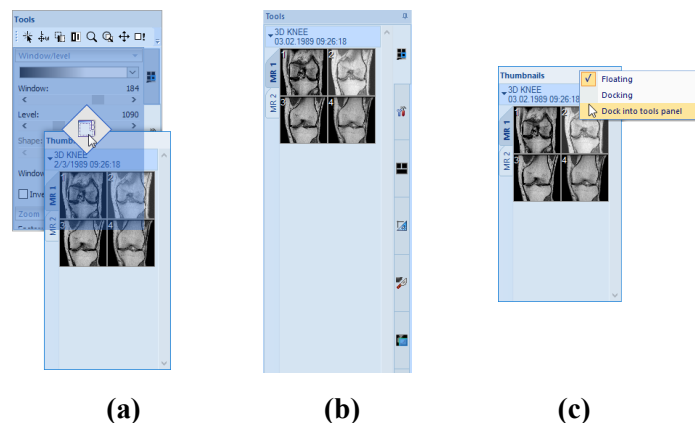 Tools
Window/level
Window: 184
Level: 1090
Shape:
Window
Inve
Zoom
Thumb
3D KNEE
2/3/1989 09:26:18
MR 1
MR 2
2
3
4
(a)
Tools
3D KNEE
03.02.1989 09:26:18
MR 1
MR 2
1
2
3
4
(b)
Thumbnails
3D KNEE
03.02.1989 09:26:18
MR 1
MR 2
1
2
3
4
Floating
Docking
Dock into tools panel
(c)